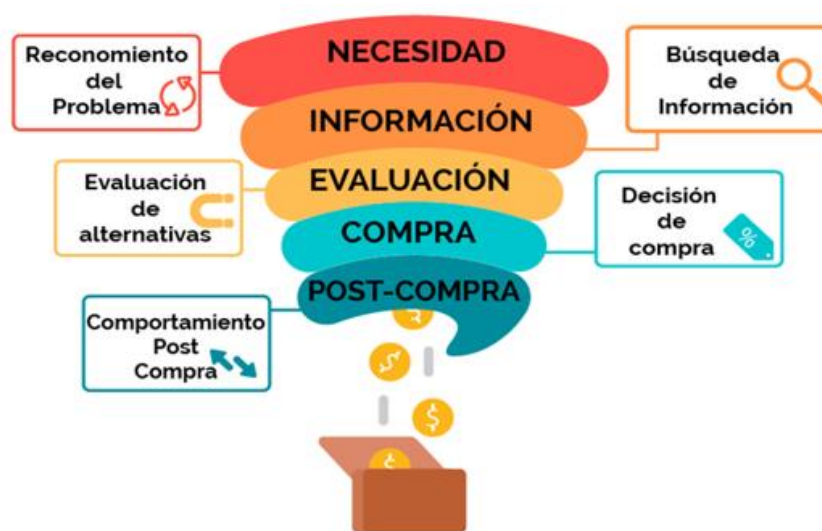 NECESIDAD
Reconomiento
del
Problema
Búsqueda
de
Información
INFORMACIÓN
EVALUACIÓN
Evaluación
de
alternativas
COMPRA
Decisión
de
compra
%
POST-COMPRA
Comportamiento
Post
Compra
$
$
$
$